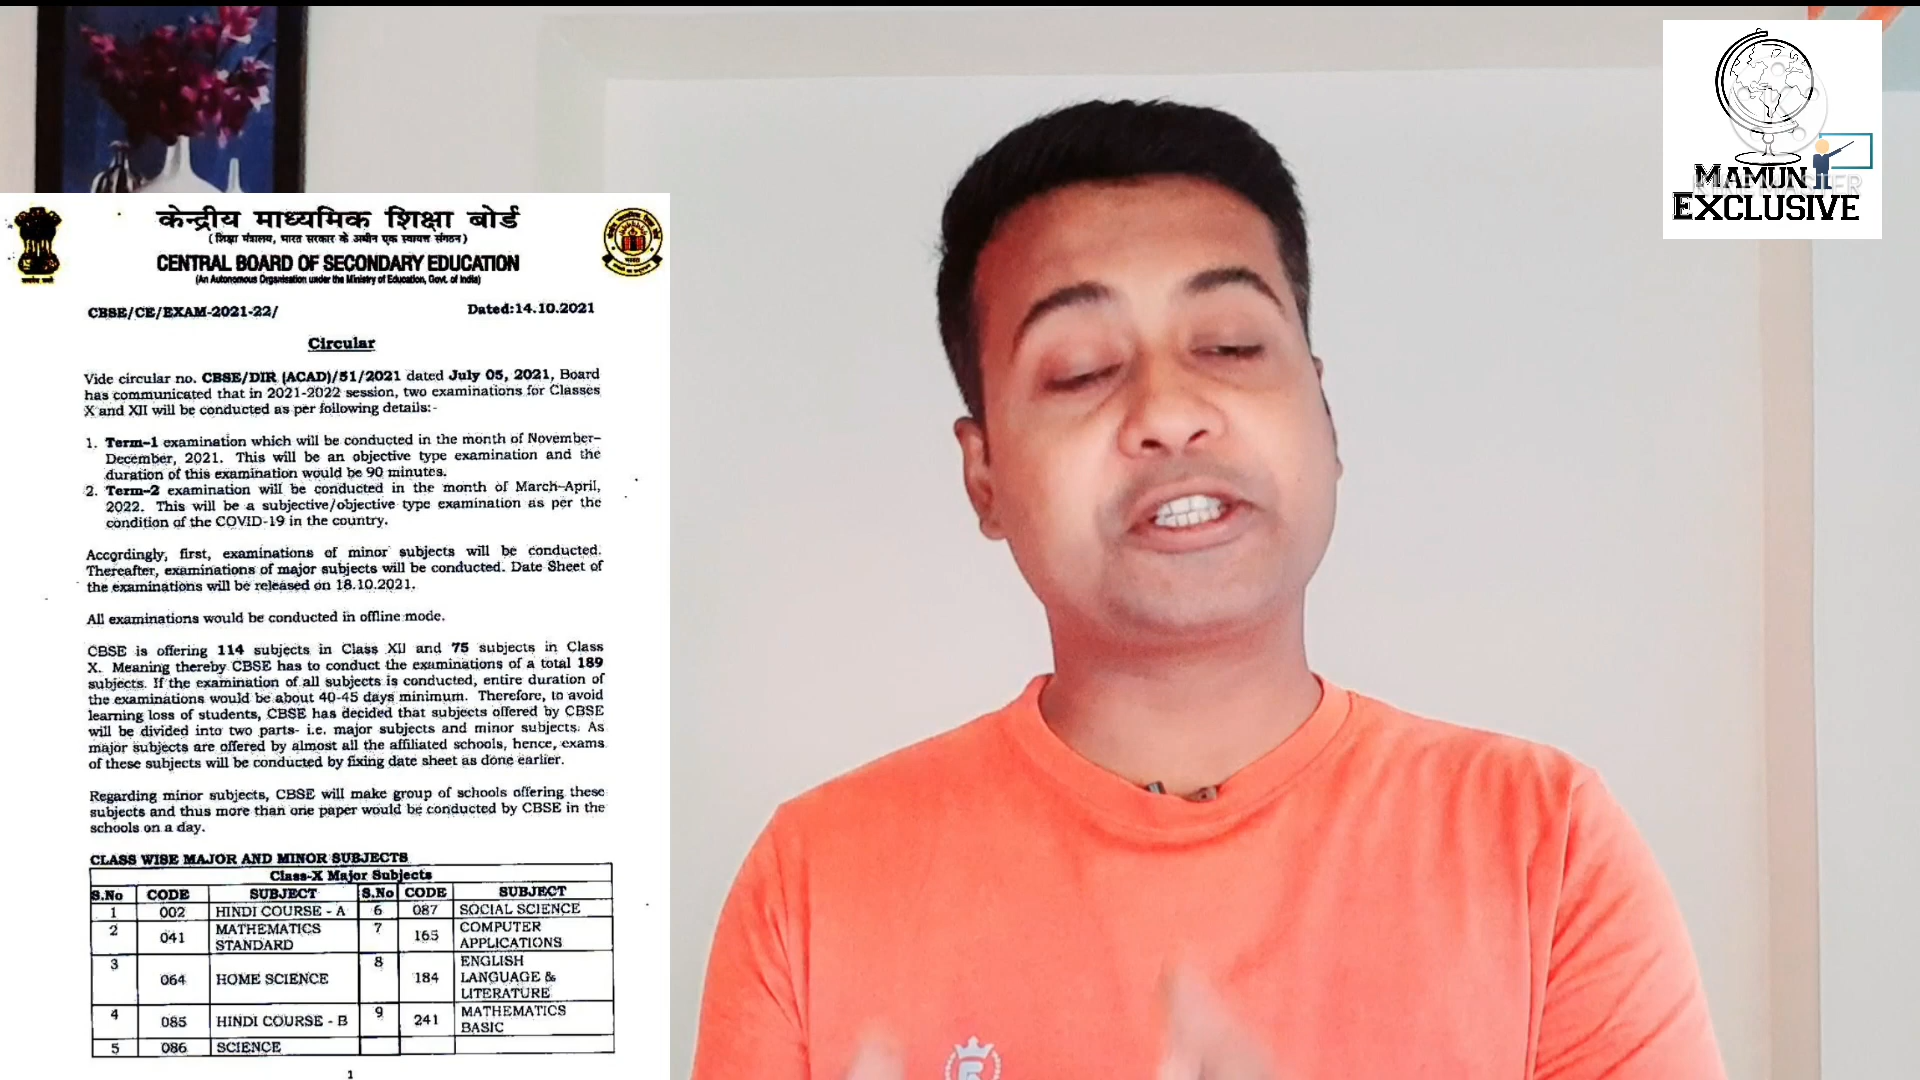 केन्द्रीय माध्यमिक शिक्षा बोर्ड
(शिक्षा मंत्रालय, भारत सरकार के अधीन एक स्वायत्त संगठन)
CENTRAL BOARD OF SECONDARY EDUCATION
(An Autonomous Organisation under the Ministry of Education, Govt. of India)
CBSE/CE/EXAM-2021-22/ Dated:14.10.2021
Circular
Vide circular no. CBSE/DIR (ACAD)/51/2021 dated July 05, 2021, Board
has communicated that in 2021-2022 session, two examinations for Classes
X and XII will be conducted as per following details:-
1. Term-1 examination which will be conducted in the month of November-
December, 2021. This will be an objective type examination and the
duration of this examination would be 90 minutes.
2. Term-2 examination will be conducted in the month of March-April,
2022. This will be a subjective/objective type examination as per the
condition of the COVID-19 in the country.
Accordingly, first, examinations of minor subjects will be conducted.
Thereafter, examinations of major subjects will be conducted. Date Sheet of
the examinations will be released on 18.10.2021.
All examinations would be conducted in offline mode.
CBSE is offering 114 subjects in Class XII and 75 subjects in Class
X. Meaning thereby CBSE has to conduct the examinations of a total 189
subjects. If the examination of all subjects is conducted, entire duration of
the examinations would be about 40-45 days minimum. Therefore, to avoid
learning loss of students, CBSE has decided that subjects offered by CBSE
will be divided into two parts- i.e. major subjects and minor subjects. As
major subjects are offered by almost all the affiliated schools, hence, exams
of these subjects will be conducted by fixing date sheet as done earlier.
Regarding minor subjects, CBSE will make group of schools offering these
subjects and thus more than one paper would be conducted by CBSE in the
schools on a day.
CLASS WISE MAJOR AND MINOR SUBJECTS
Class-X Major Subjects
S.No CODE SUBJECT S.No CODE SUBJECT
1 002 HINDI COURSE - A 6 087 SOCIAL SCIENCE
2 041 MATHEMATICS STANDARD 7 165 COMPUTER APPLICATIONS
3 064 HOME SCIENCE 8 184 ENGLISH LANGUAGE & LITERATURE
4 085 HINDI COURSE - B 9 241 MATHEMATICS BASIC
5 086 SCIENCE
1
MAMUN
EXCLUSIVE